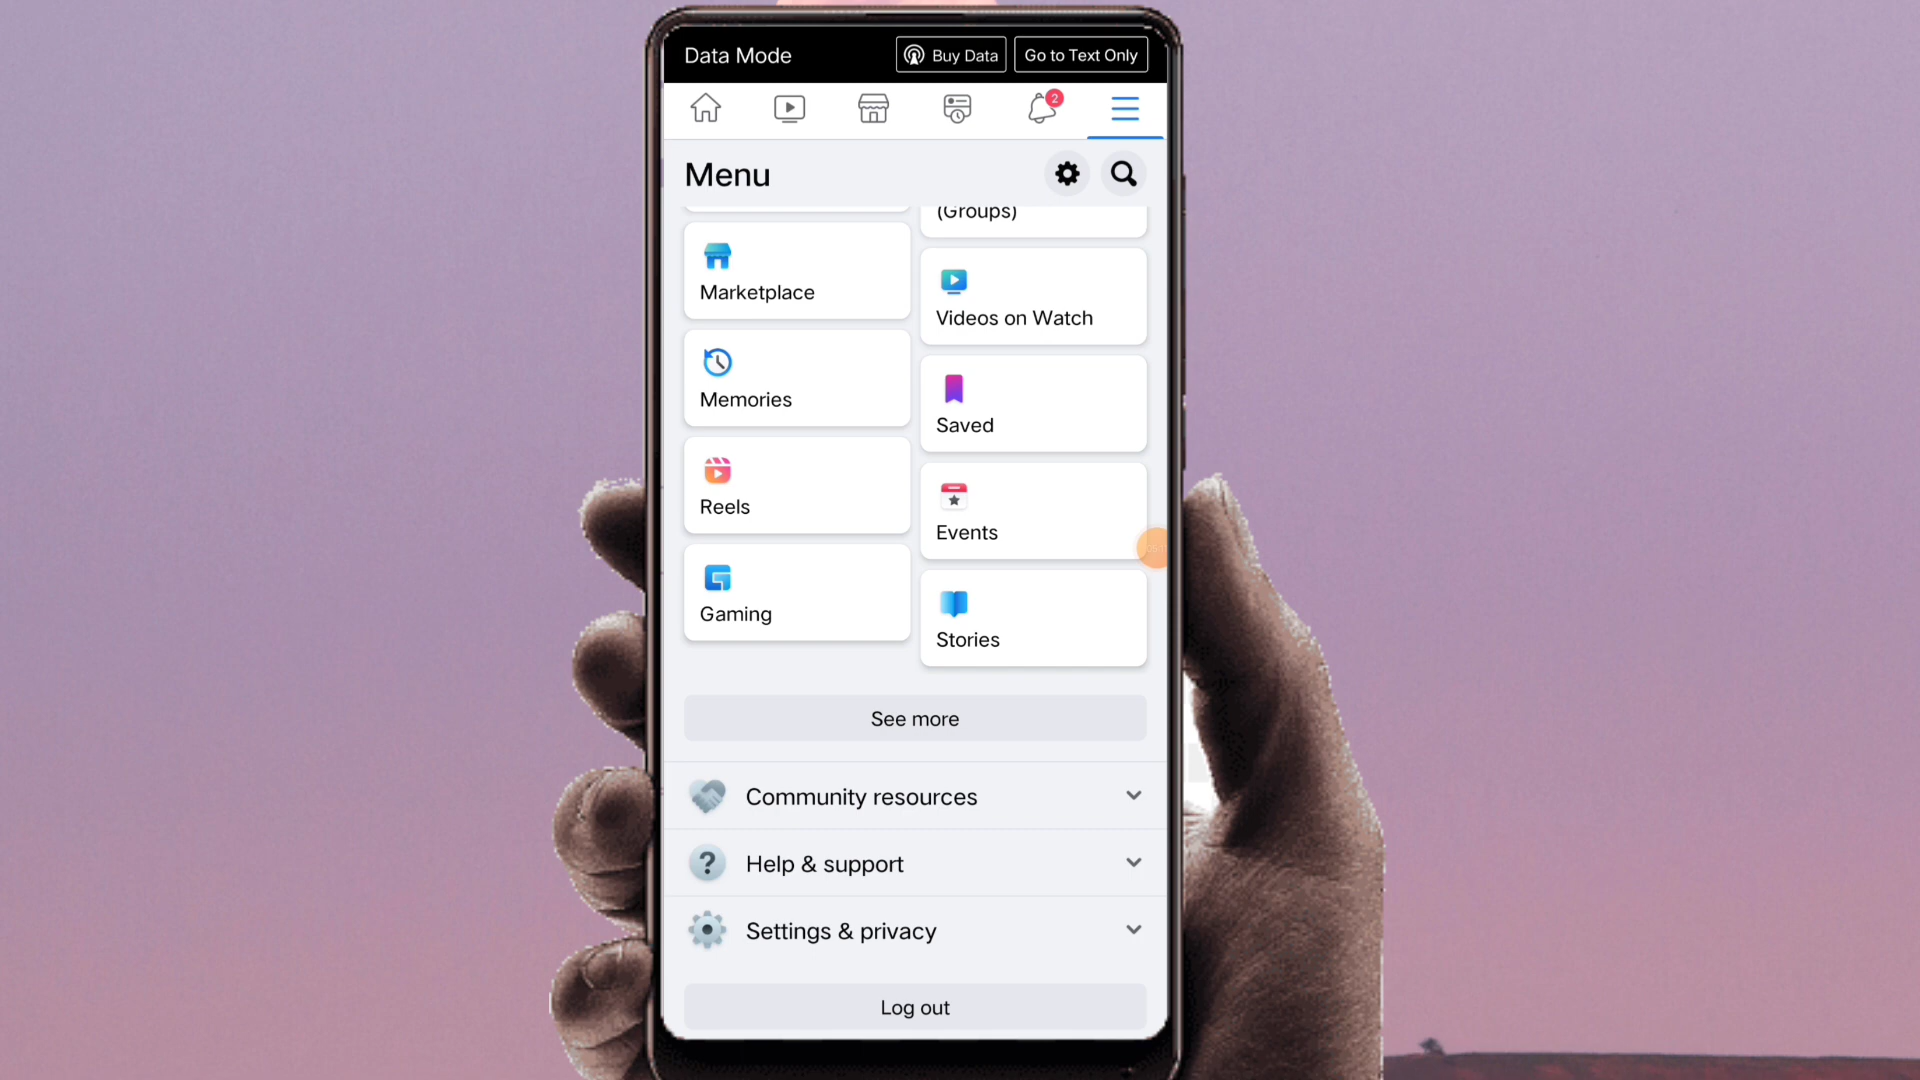 Data Mode
Buy Data
Go to Text Only
2
Menu
(Groups)
Marketplace
Videos on Watch
Memories
Saved
Reels
Events
Gaming
Stories
See more
Community resources
?
Help & support
Settings & privacy
Log out